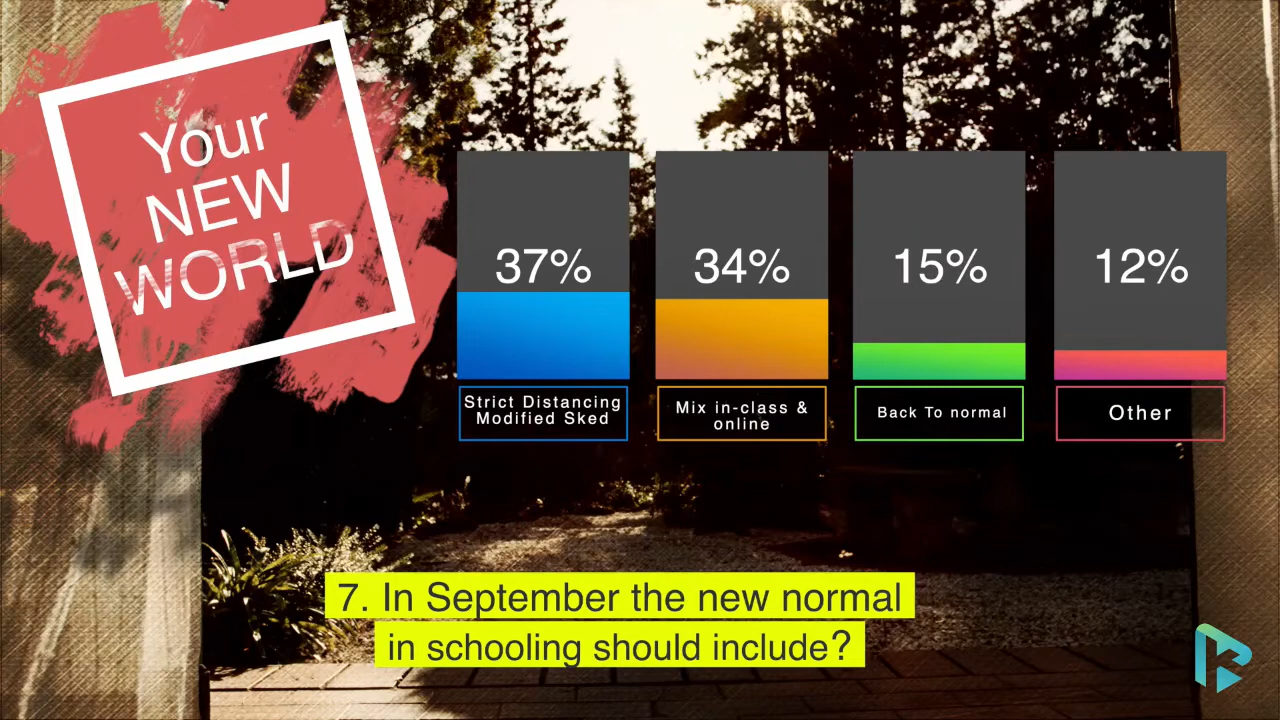 Your
NEW
WORLD
37%
34%
15%
12%
Strict Distancing
Modified Sked
Mix in-class &
online
Back To normal
Other
7. In September the new normal
in schooling should include?